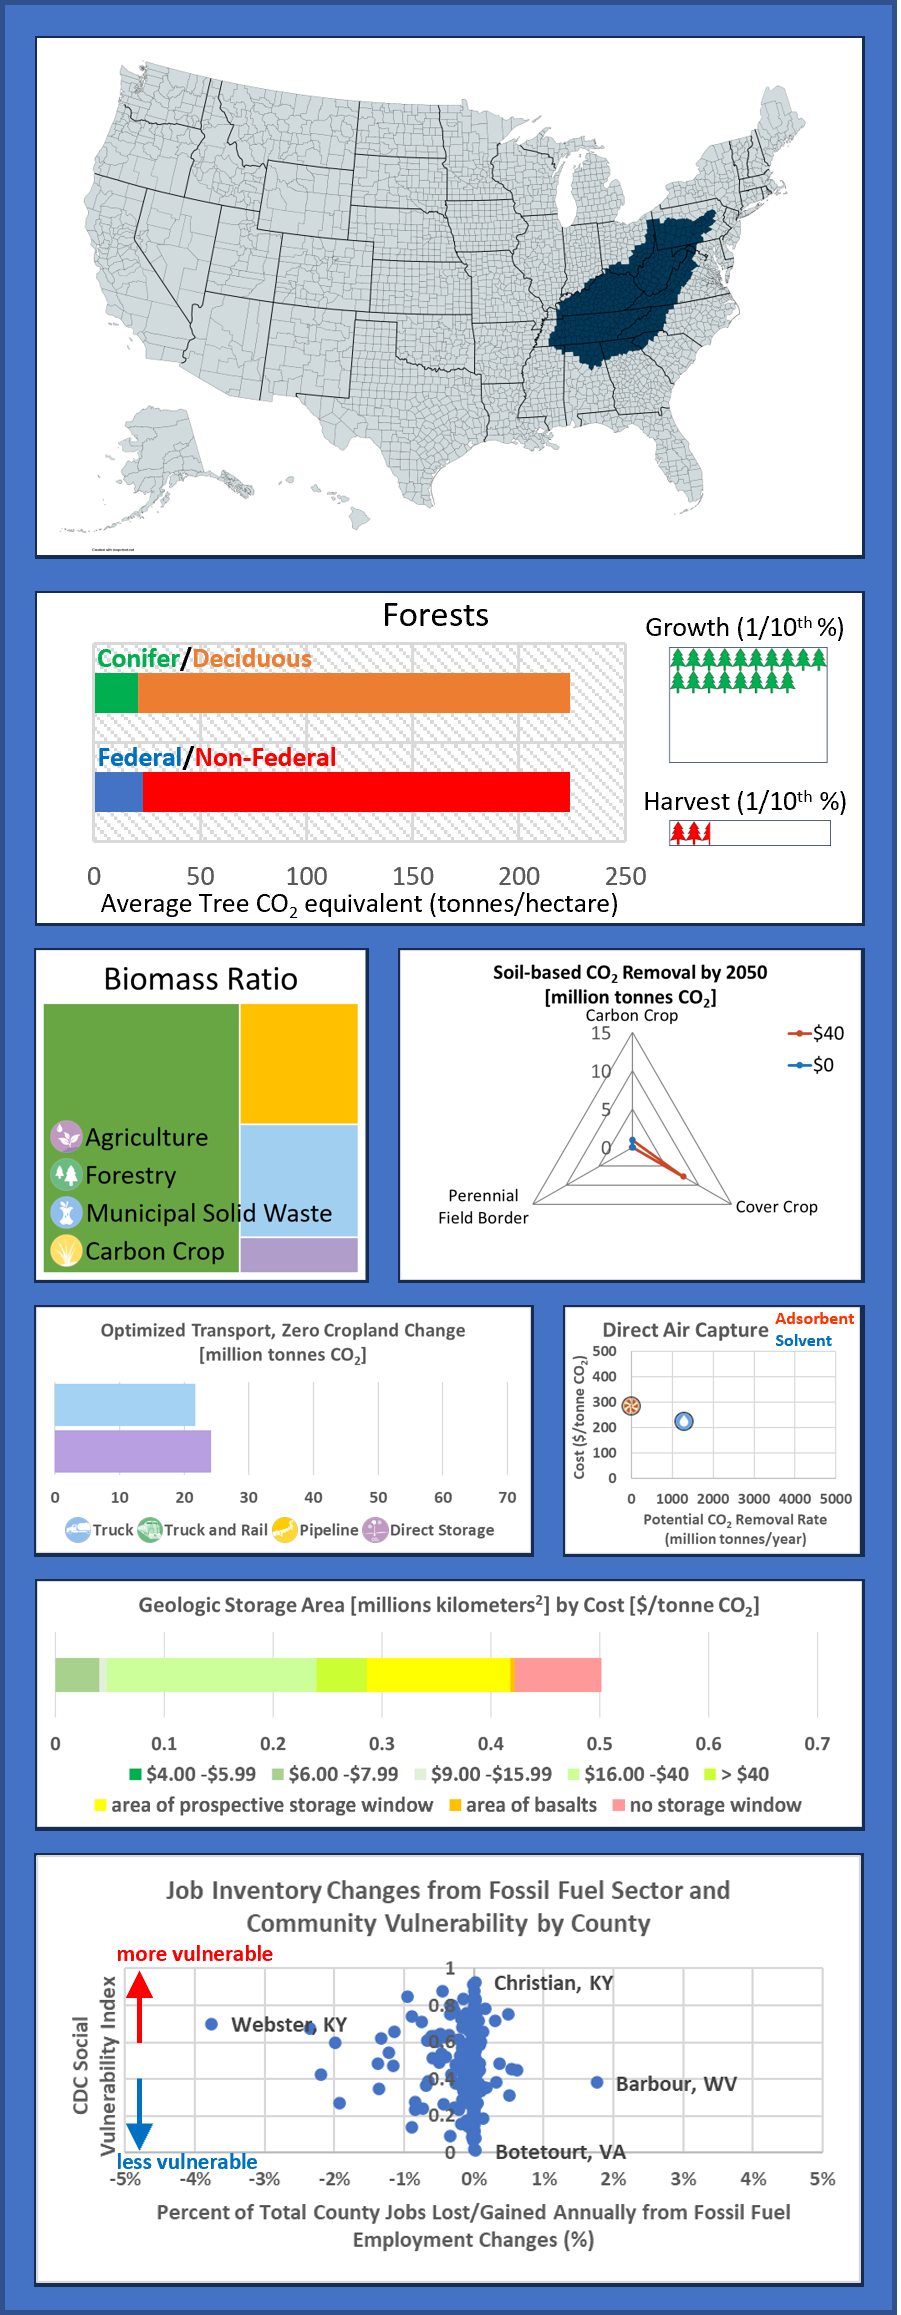 Created with mapchart.net
Forests
Conifer/Deciduous
Federal/Non-Federal
0 50 100 150 200 250
Average Tree CO2 equivalent (tonnes/hectare)
Growth (1/10th %)
Harvest (1/10th %)
Biomass Ratio
Agriculture
Forestry
Municipal Solid Waste
Carbon Crop
Soil-based CO2 Removal by 2050
[million tonnes CO2]
Carbon Crop
15
10
5
0
$40
$0
Perennial
Field Border
Cover Crop
Optimized Transport, Zero Cropland Change
[million tonnes CO2]
0 10 20 30 40 50 60 70
Truck Truck and Rail Pipeline Direct Storage
Direct Air Capture
Adsorbent
Solvent
Cost ($/tonne CO2)
500
400
300
200
100
0
0 1000 2000 3000 4000 5000
Potential CO2 Removal Rate
(million tonnes/year)
Geologic Storage Area [millions kilometers2] by Cost [$/tonne CO2]
0 0.1 0.2 0.3 0.4 0.5 0.6 0.7
$4.00 -$5.99 $6.00 -$7.99 $9.00 -$15.99 $16.00 -$40 > $40
area of prospective storage window area of basalts no storage window
Job Inventory Changes from Fossil Fuel Sector and
Community Vulnerability by County
more vulnerable
less vulnerable
CDC Social
Vulnerability Index
1
0.8
0.6
0.4
0.2
0
Christian, KY
Webster, KY
Barbour, WV
Botetourt, VA
-5% -4% -3% -2% -1% 0% 1% 2% 3% 4% 5%
Percent of Total County Jobs Lost/Gained Annually from Fossil Fuel
Employment Changes (%)